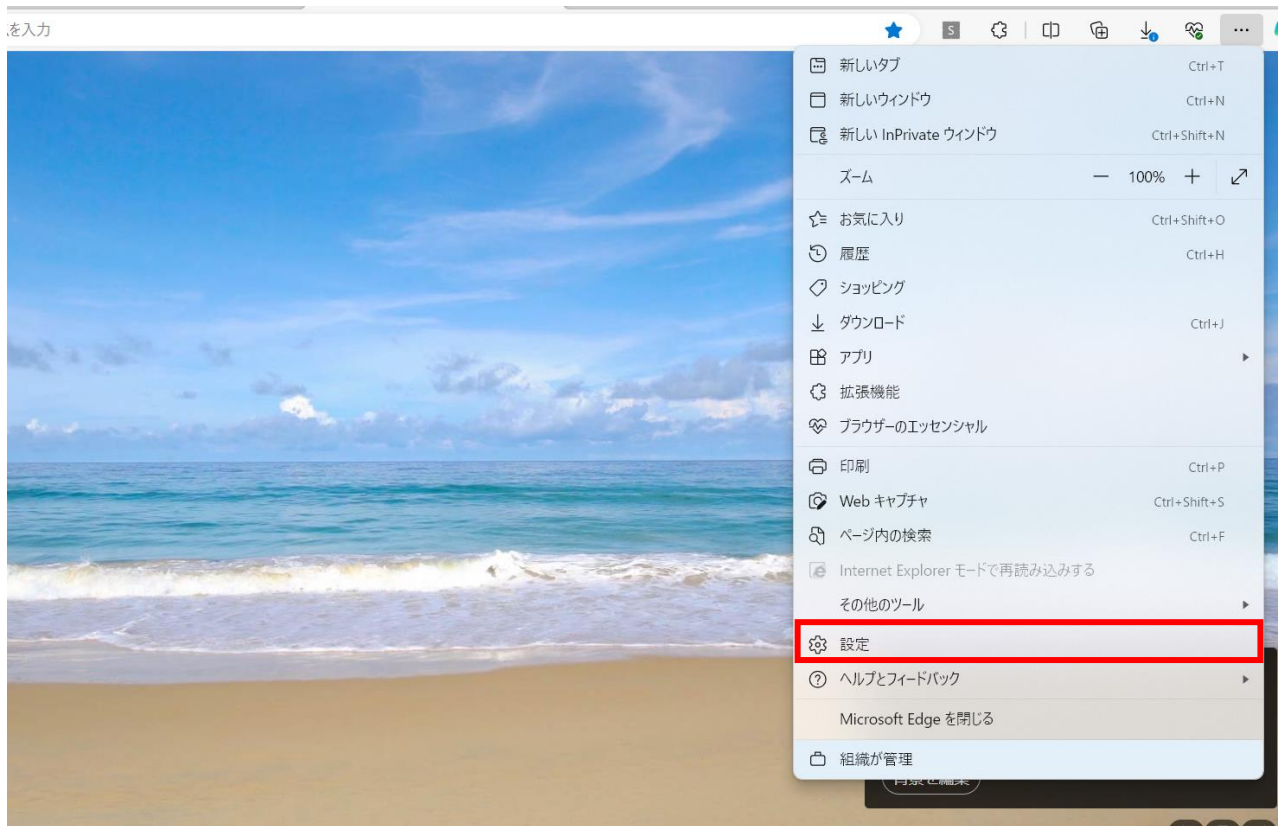 を入力
S
新しいタブ Ctrl+T
新しいウィンドウ Ctrl+N
新しい InPrivate ウィンドウ Ctrl+Shift+N
ズーム — 100% +
お気に入り Ctrl+Shift+O
履歴 Ctrl+H
ショッピング
ダウンロード Ctrl+J
アプリ
拡張機能
ブラウザーのエッセンシャル
印刷 Ctrl+P
Web キャプチャ Ctrl+Shift+S
ページ内の検索 Ctrl+F
Internet Explorer モードで再読み込みする
その他のツール
設定
ヘルプとフィードバック
Microsoft Edge を閉じる
組織が管理
背景を編集